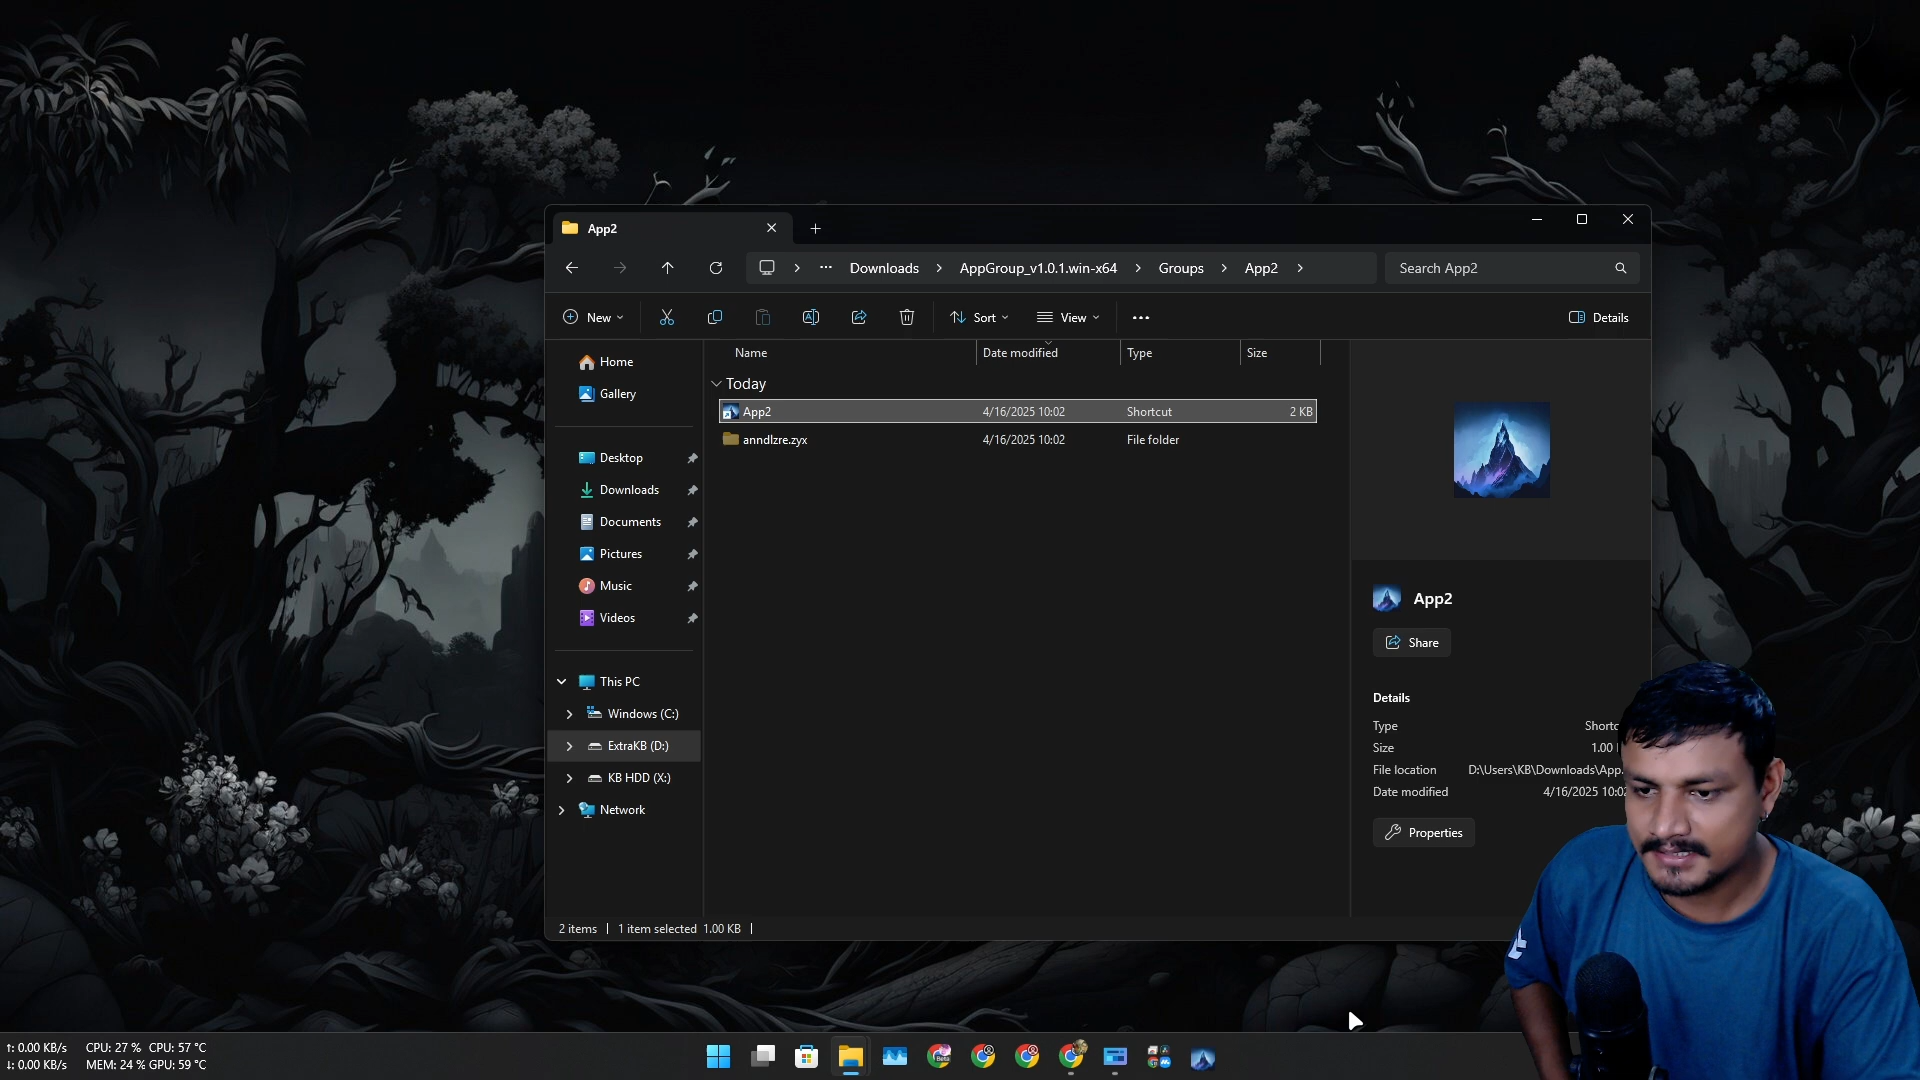 App2
Downloads
AppGroup_v1.0.1.win-x64
Groups
App2
Search App2
New
Sort
View
Details
Name
Date modified
Type
Size
Home
Gallery
Today
App2 4/16/2025 10:02 Shortcut 2 KB
anndlzre.zyx 4/16/2025 10:02 File folder
Desktop
Downloads
Documents
Pictures
Music
Videos
This PC
Windows (C:)
ExtraKB (D:)
KB HDD (X:)
Network
App2
Share
Details
Type Shortc
Size 1.00
File location D:\Users\KB\Downloads\App.
Date modified 4/16/2025 10:02
Properties
2 items 1 item selected 1.00 KB
↑: 0.00 KB/s CPU: 27 % CPU: 57 °C
↓: 0.00 KB/s MEM: 24 % GPU: 59 °C